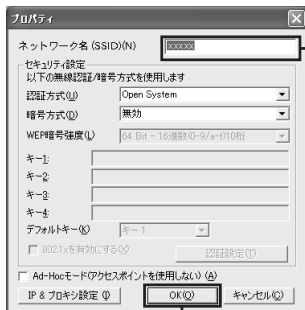 プロパティ
ネットワーク名 (SSID)(N) xxxxx
セキュリティ設定
以下の無線認証/暗号方式を使用します
認証方式(U) Open System
暗号方式(D) 無効
WEP暗号強度(L) 64 Bit - 16進数(0-9/a-f)10桁
キー1:
キー2:
キー3:
キー4:
デフォルトキー(K) キー 1
802.1xを有効にする(X) 認証設定(T)
Ad-Hocモード(アクセスポイントを使用しない) (A)
IP & プロキシ設定 (I) OK(O) キャンセル(C)